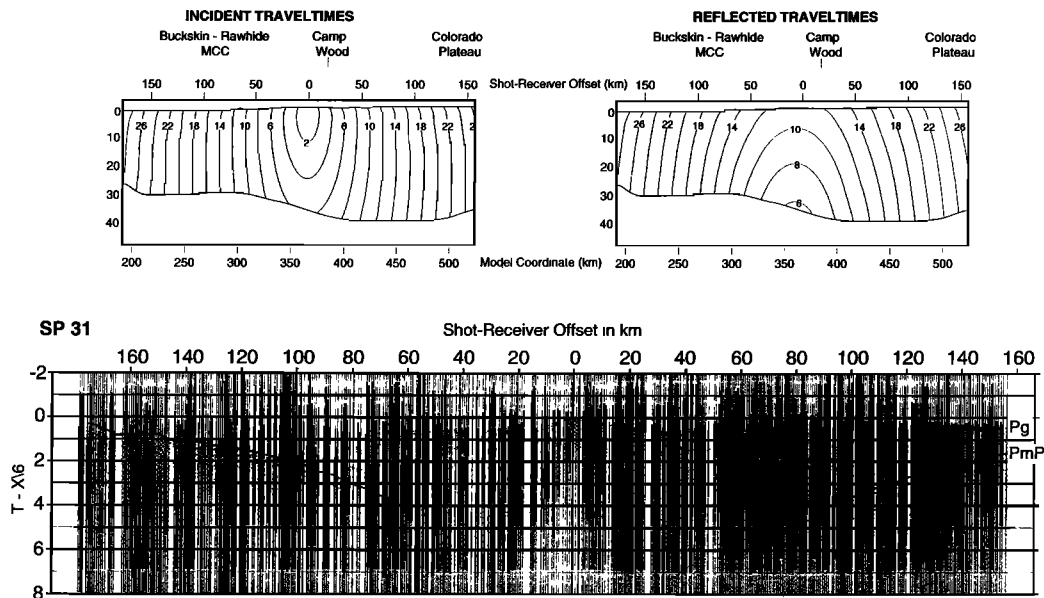 INCIDENT TRAVELTIMES
REFLECTED TRAVELTIMES
Buckskin - Rawhide MCC
Camp Wood
Colorado Plateau
Buckskin - Rawhide MCC
Camp Wood
Colorado Plateau
Shot-Receiver Offset (km)
150 100 50 0 50 100 150
150 100 50 0 50 100 150
0 10 20 30 40
26 22 18 14 10 6 2 6 10 14 18 22 2
0 10 20 30 40
26 22 18 14 10 8 6 14 18 22 26
200 250 300 350 400 450 500
Model Coordinate (km)
200 250 300 350 400 450 500
SP 31
Shot-Receiver Offset in km
160 140 120 100 80 60 40 20 0 20 40 60 80 100 120 140 160
-2
0
2
4
6
8
T - X\6
Pg
PmP